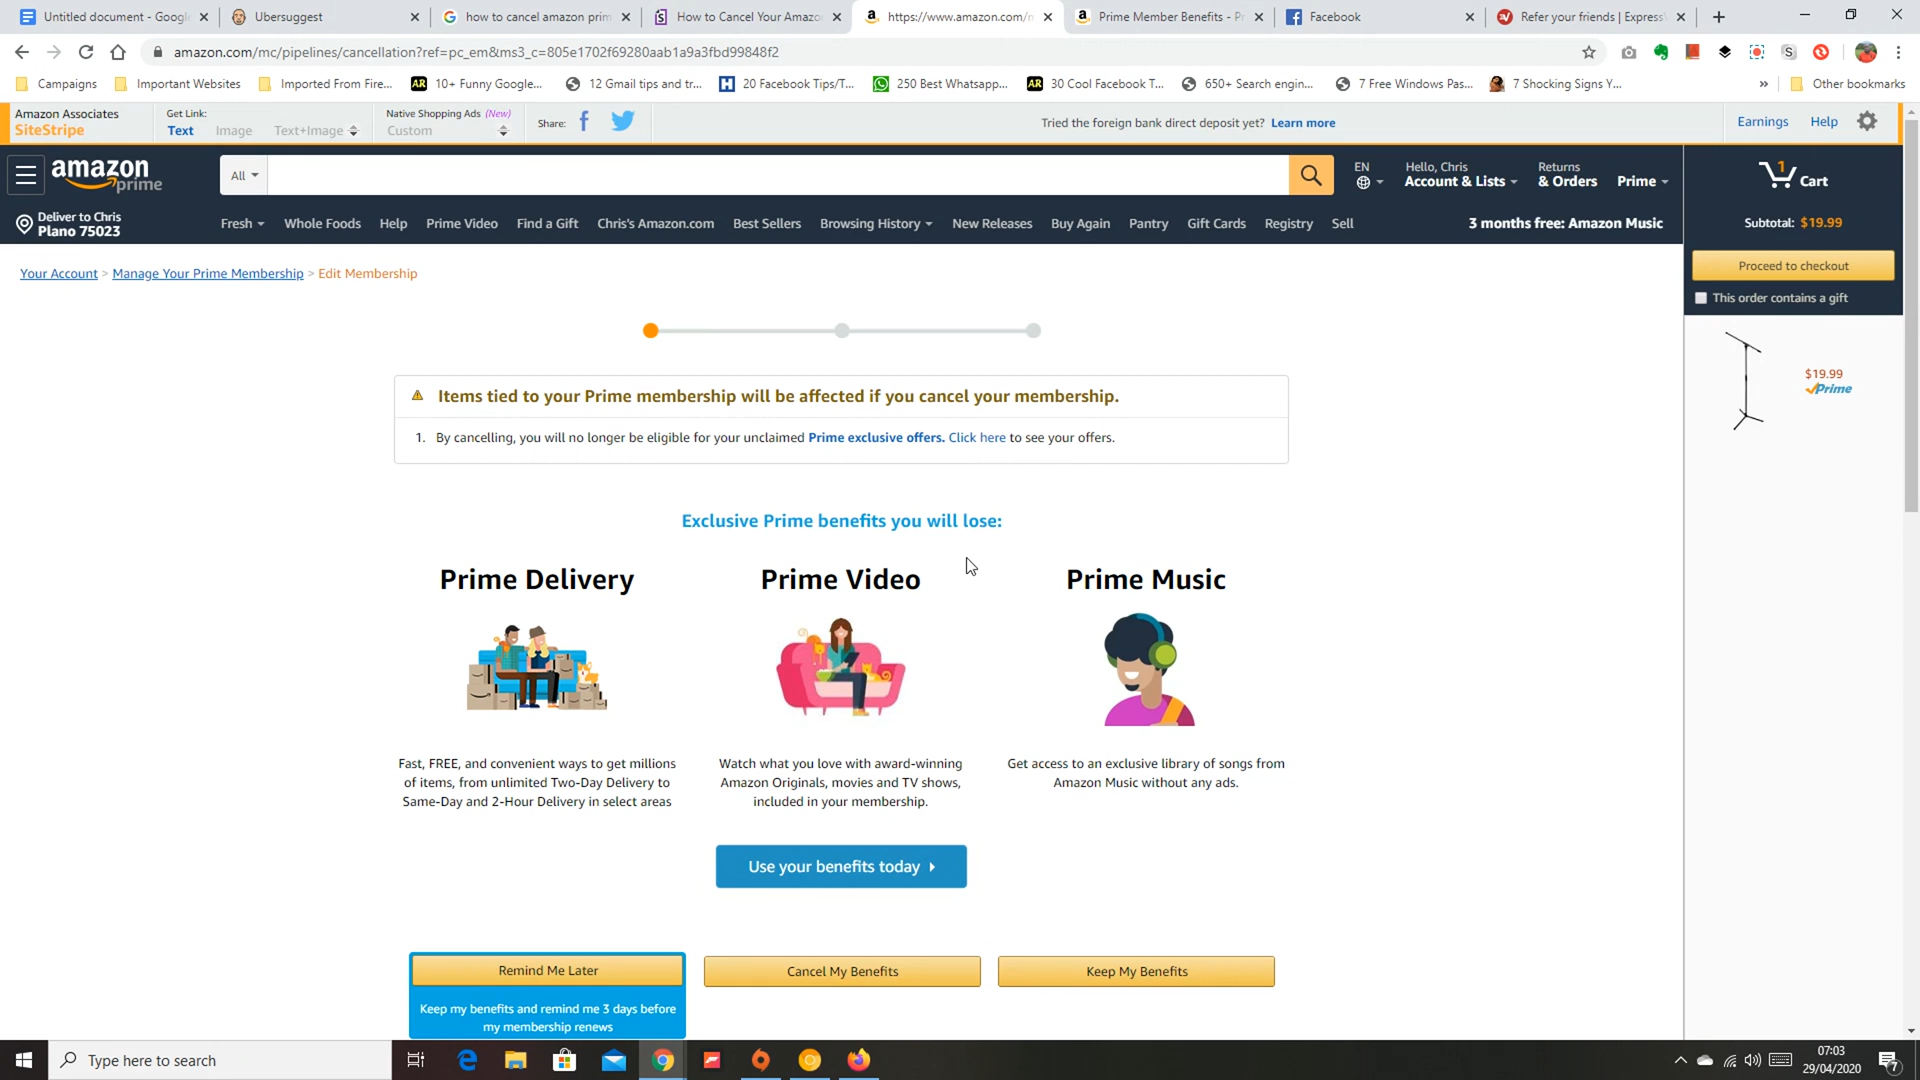 Untitled document - Google
Ubersuggest
how to cancel amazon prim
How to Cancel Your Amazo
https://www.amazon.com/m
Prime Member Benefits - Pr
Facebook
Refer your friends | Express
amazon.com/mc/pipelines/cancellation?ref=pc_em&ms3_c=805e1702f69280aab1a9a3fbd99848f2
Campaigns
Important Websites
Imported From Fire...
10+ Funny Google...
12 Gmail tips and tr...
20 Facebook Tips/T...
250 Best Whatsapp...
30 Cool Facebook T...
650+ Search engin...
7 Free Windows Pas...
7 Shocking Signs Y...
»
Other bookmarks
Amazon Associates
SiteStripe
Get Link:
Text Image Text+Image
Native Shopping Ads (New)
Custom
Share:
Tried the foreign bank direct deposit yet? Learn more
Earnings Help
amazon prime
All
EN
Hello, Chris
Account & Lists
Returns
& Orders
Prime
1
Cart
Deliver to Chris
Plano 75023
Fresh Whole Foods Help Prime Video Find a Gift Chris's Amazon.com Best Sellers Browsing History New Releases Buy Again Pantry Gift Cards Registry Sell
3 months free: Amazon Music
Subtotal: $19.99
Proceed to checkout
This order contains a gift
$19.99
Prime
Your Account > Manage Your Prime Membership > Edit Membership
Items tied to your Prime membership will be affected if you cancel your membership.
1. By cancelling, you will no longer be eligible for your unclaimed Prime exclusive offers. Click here to see your offers.
Exclusive Prime benefits you will lose:
Prime Delivery
Fast, FREE, and convenient ways to get millions
of items, from unlimited Two-Day Delivery to
Same-Day and 2-Hour Delivery in select areas
Prime Video
Watch what you love with award-winning
Amazon Originals, movies and TV shows,
included in your membership.
Prime Music
Get access to an exclusive library of songs from
Amazon Music without any ads.
Use your benefits today
Remind Me Later
Keep my benefits and remind me 3 days before
my membership renews
Cancel My Benefits
Keep My Benefits
Type here to search
07:03
29/04/2020
7